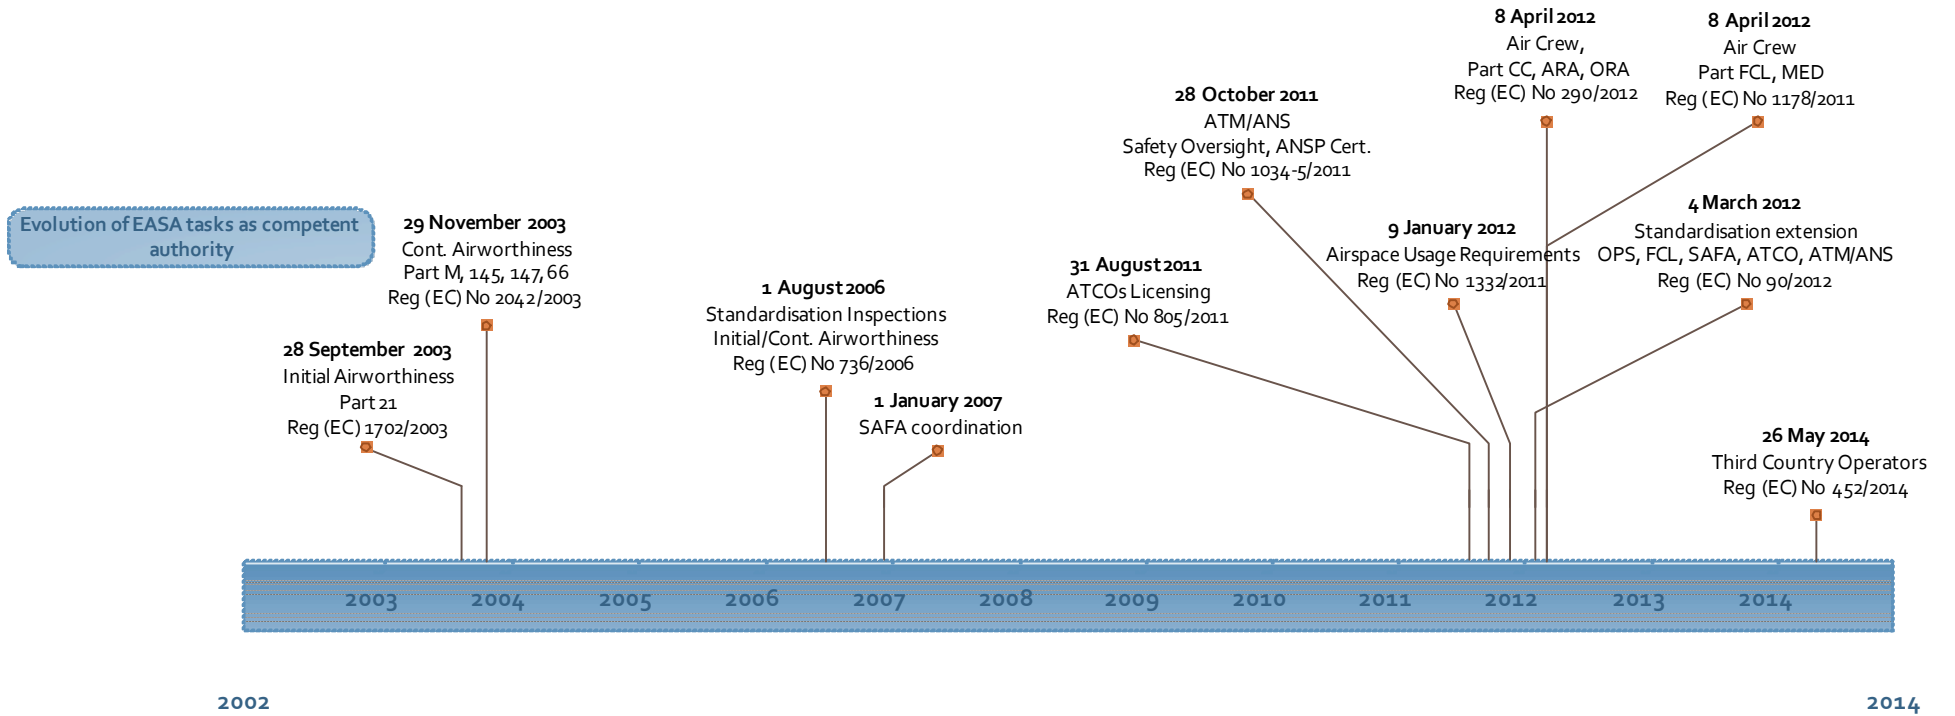 Evolution of EASA tasks as competent
authority
28 September 2003
Initial Airworthiness
Part 21
Reg (EC) 1702/2003
29 November 2003
Cont. Airworthiness
Part M, 145, 147, 66
Reg (EC) No 2042/2003
1 August 2006
Standardisation Inspections
Initial/Cont. Airworthiness
Reg (EC) No 736/2006
1 January 2007
SAFA coordination
31 August 2011
ATCOs Licensing
Reg (EC) No 805/2011
28 October 2011
ATM/ANS
Safety Oversight, ANSP Cert.
Reg (EC) No 1034-5/2011
9 January 2012
Airspace Usage Requirements
Reg (EC) No 1332/2011
8 April 2012
Air Crew,
Part CC, ARA, ORA
Reg (EC) No 290/2012
8 April 2012
Air Crew
Part FCL, MED
Reg (EC) No 1178/2011
4 March 2012
Standardisation extension
OPS, FCL, SAFA, ATCO, ATM/ANS
Reg (EC) No 90/2012
26 May 2014
Third Country Operators
Reg (EC) No 452/2014
2003 2004 2005 2006 2007 2008 2009 2010 2011 2012 2013 2014
2002 2014